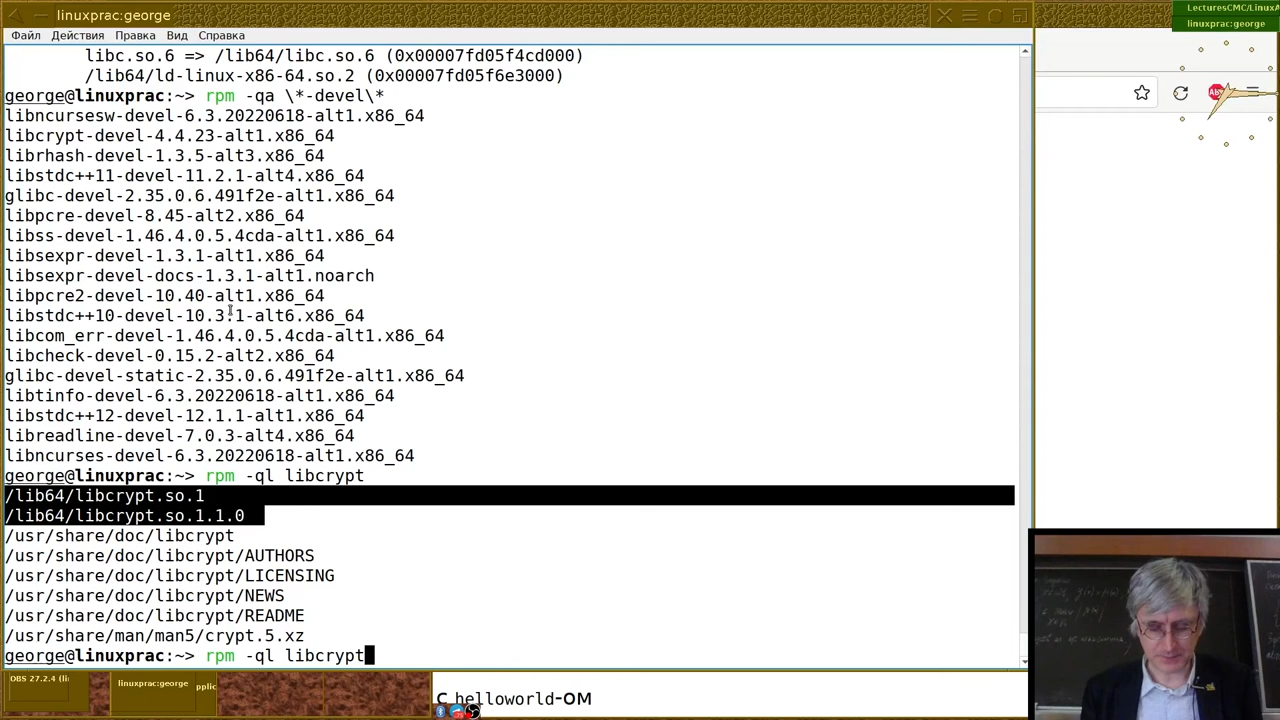 linuxprac:george
LecturesCMC/LinuxA
linuxprac:george
Файл Действия Правка Вид Справка
libc.so.6 => /lib64/libc.so.6 (0x00007fd05f4cd000)
/lib64/ld-linux-x86-64.so.2 (0x00007fd05f6e3000)
george@linuxprac:~> rpm -qa \*-devel\*
libncursesw-devel-6.3.20220618-alt1.x86_64
libcrypt-devel-4.4.23-alt1.x86_64
librhash-devel-1.3.5-alt3.x86_64
libstdc++11-devel-11.2.1-alt4.x86_64
glibc-devel-2.35.0.6.491f2e-alt1.x86_64
libpcre-devel-8.45-alt2.x86_64
libss-devel-1.46.4.0.5.4cda-alt1.x86_64
libsexpr-devel-1.3.1-alt1.x86_64
libsexpr-devel-docs-1.3.1-alt1.noarch
libpcre2-devel-10.40-alt1.x86_64
libstdc++10-devel-10.3.1-alt6.x86_64
libcom_err-devel-1.46.4.0.5.4cda-alt1.x86_64
libcheck-devel-0.15.2-alt2.x86_64
glibc-devel-static-2.35.0.6.491f2e-alt1.x86_64
libtinfo-devel-6.3.20220618-alt1.x86_64
libstdc++12-devel-12.1.1-alt1.x86_64
libreadline-devel-7.0.3-alt4.x86_64
libncurses-devel-6.3.20220618-alt1.x86_64
george@linuxprac:~> rpm -ql libcrypt
/lib64/libcrypt.so.1
/lib64/libcrypt.so.1.1.0
/usr/share/doc/libcrypt
/usr/share/doc/libcrypt/AUTHORS
/usr/share/doc/libcrypt/LICENSING
/usr/share/doc/libcrypt/NEWS
/usr/share/doc/libcrypt/README
/usr/share/man/man5/crypt.5.xz
george@linuxprac:~> rpm -ql libcrypt
OBS 27.2.4 (li
linuxprac:george
pplic
C helloworld-OM